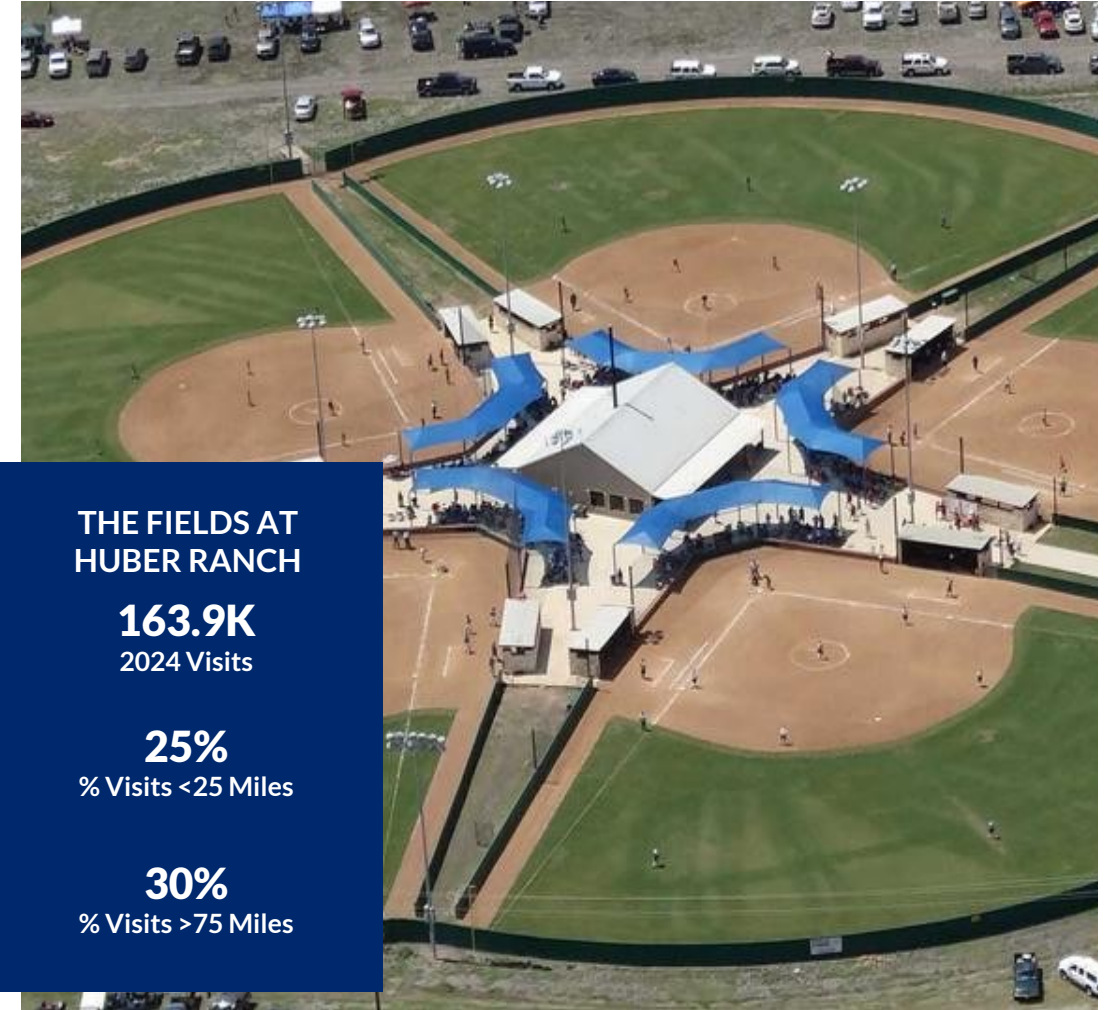 THE FIELDS AT
HUBER RANCH
163.9K
2024 Visits
25%
% Visits <25 Miles
30%
% Visits >75 Miles